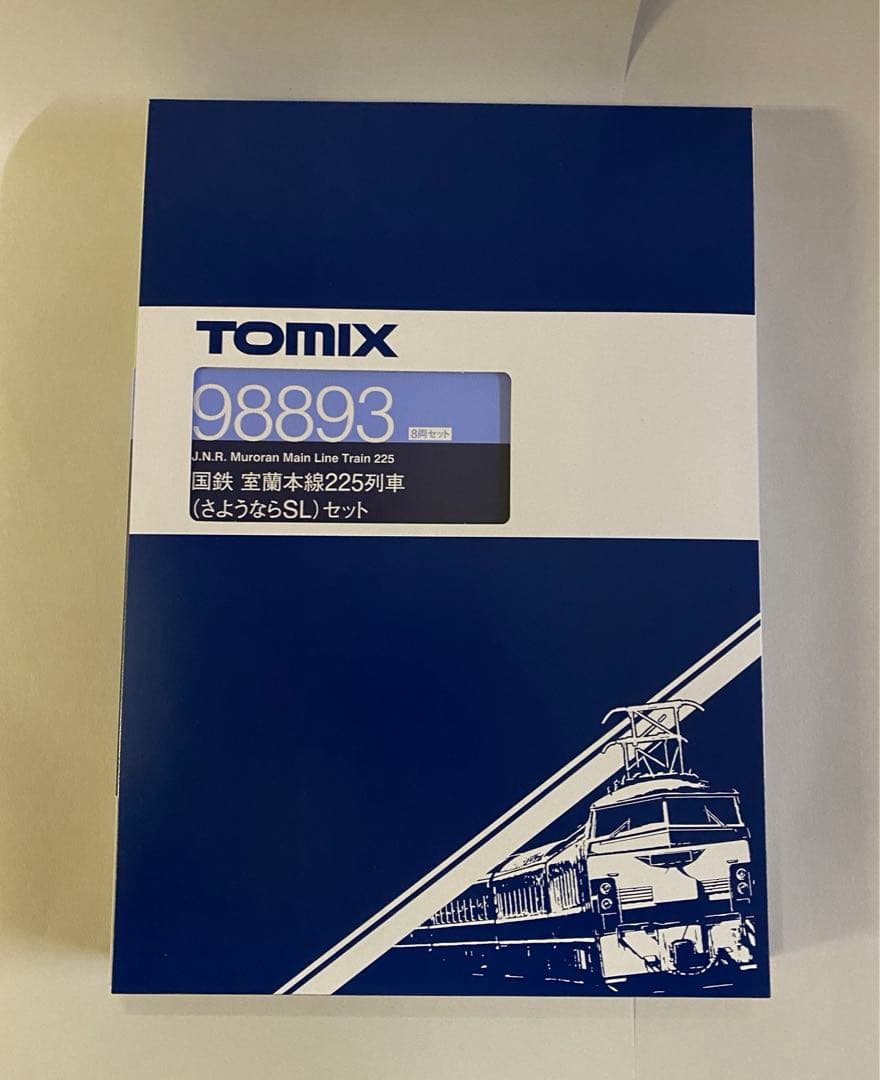 TOMIX
98893 8両セット
J.N.R. Muroran Main Line Train 225
国鉄 室蘭本線225列車
(さようならSL)セット